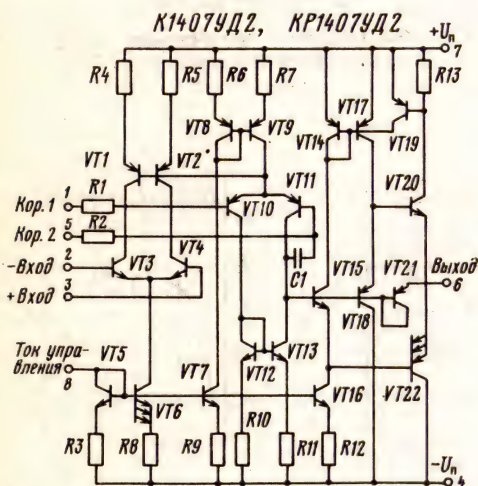 К1407УД2, КР1407УД2
+Uп
7
R4
R5
R6
R7
R13
VT8
VT9
VT14
VT17
VT19
VT1
VT2
VT11
VT20
Кор. 1
1
R1
VT10
Кор. 2
5
R2
VT3
VT4
C1
VT15
VT21
Выход
6
-Вход
2
+Вход
3
VT18
Ток управления
8
VT5
VT7
VT12
VT13
VT16
VT22
VT6
R10
R3
R8
R9
R11
R12
-Uп
4